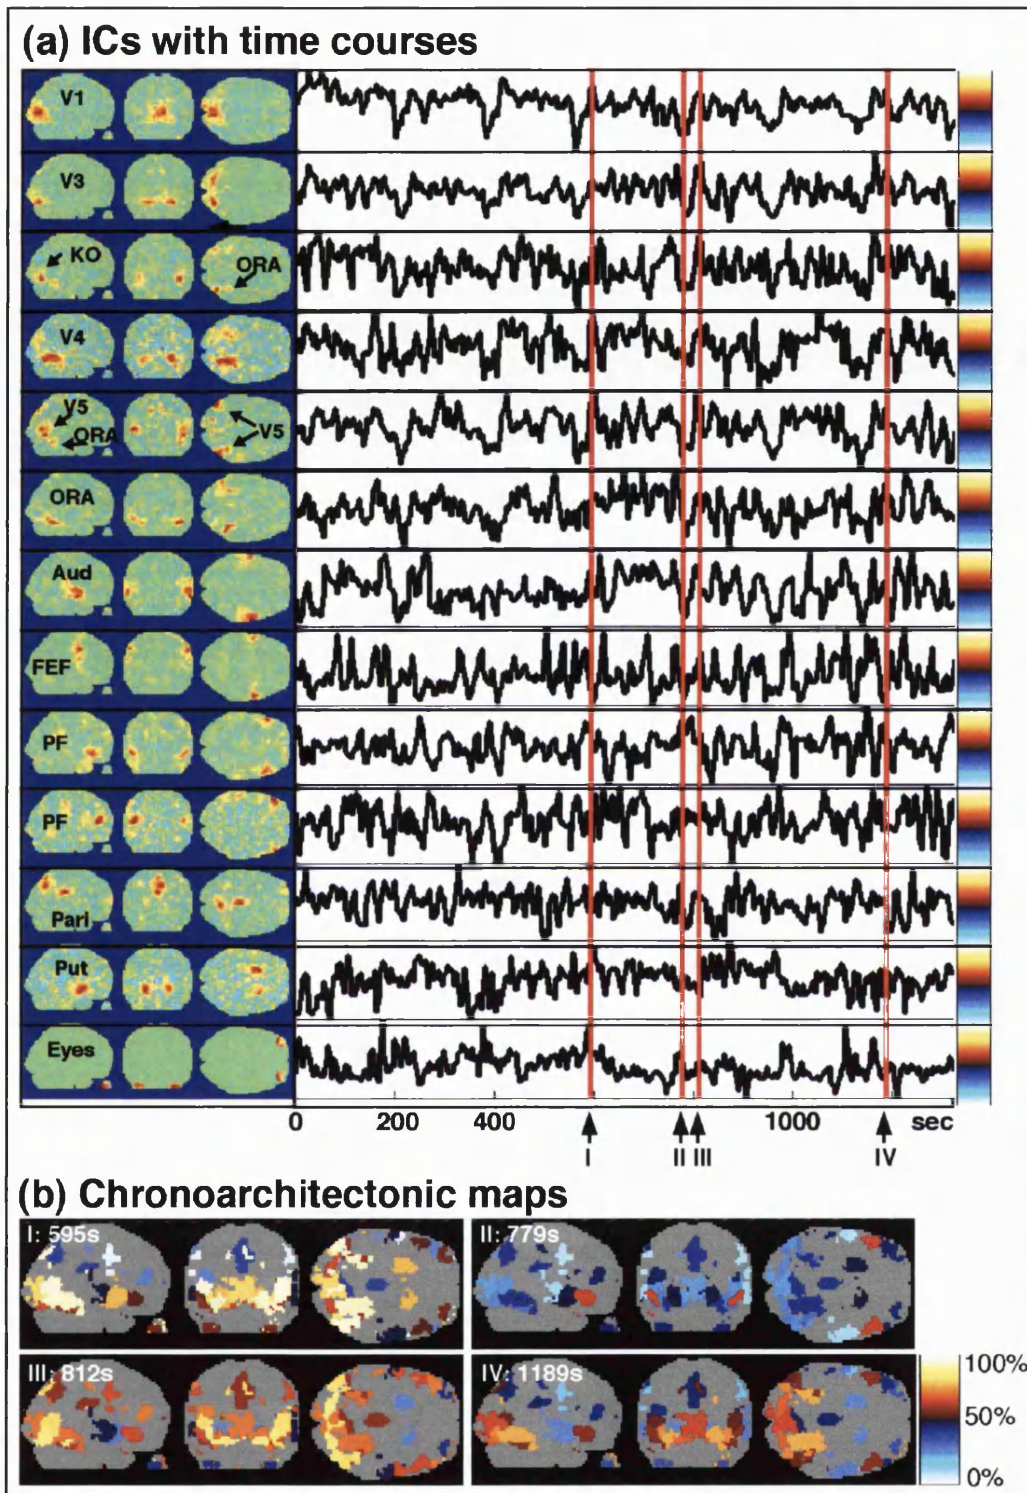 (a) ICs with time courses
V1
V3
KO
ORA
V4
V5
ORA
V5
ORA
Aud
FEF
PF
PF
Pari
Put
Eyes
0 200 400 1000 sec
I II III IV
(b) Chronoarchitectonic maps
I: 595s
II: 779s
III: 812s
IV: 1189s
100%
50%
0%